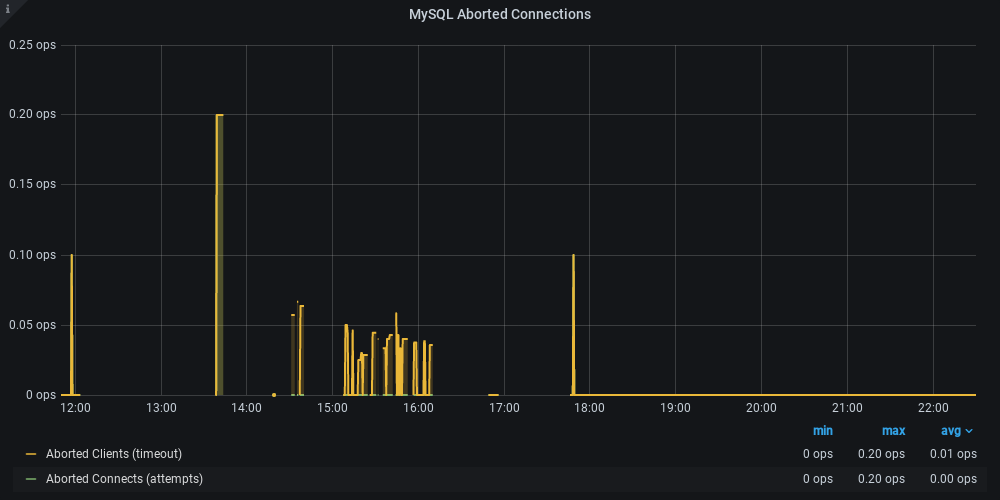 i
MySQL Aborted Connections
0.25 ops
0.20 ops
0.15 ops
0.10 ops
0.05 ops
0 ops
12:00 13:00 14:00 15:00 16:00 17:00 18:00 19:00 20:00 21:00 22:00
min max avg
Aborted Clients (timeout) 0 ops 0.20 ops 0.01 ops
Aborted Connects (attempts) 0 ops 0.20 ops 0.00 ops